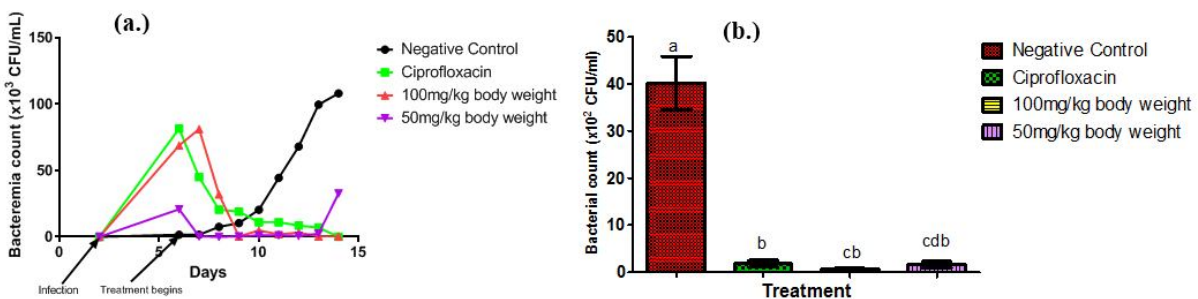 (a.)
Bacteremia count (x10³ CFU/mL)
150
100
50
0
0
5
10
15
Days
Infection
Treatment begins
Negative Control
Ciprofloxacin
100mg/kg body weight
50mg/kg body weight
(b.)
Bacterial count (x10² CFU/ml)
50
40
30
20
10
0
a
b
cb
cdb
Treatment
Negative Control
Ciprofloxacin
100mg/kg body weight
50mg/kg body weight